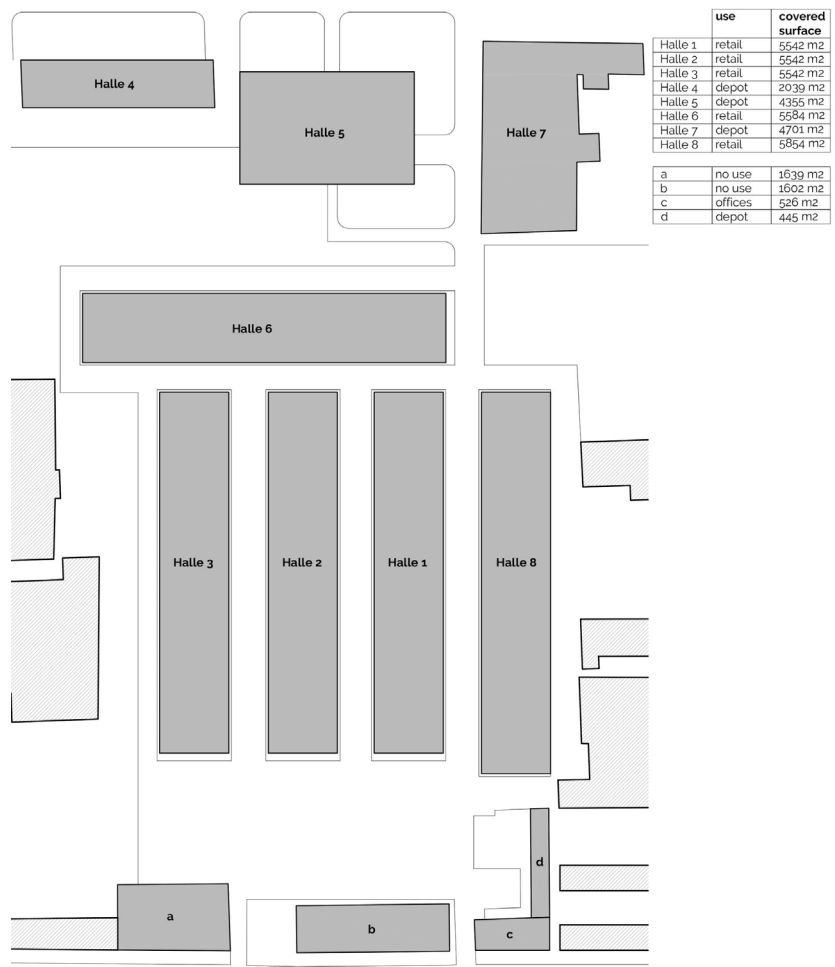 use covered
surface
Halle 1 retail 5542 m2
Halle 2 retail 5542 m2
Halle 3 retail 5542 m2
Halle 4 depot 2039 m2
Halle 5 depot 4355 m2
Halle 6 retail 5584 m2
Halle 7 depot 4701 m2
Halle 8 retail 5854 m2
a no use 1639 m2
b no use 1602 m2
c offices 526 m2
d depot 445 m2
Halle 4
Halle 5
Halle 7
Halle 6
Halle 3
Halle 2
Halle 1
Halle 8
d
a
b
c